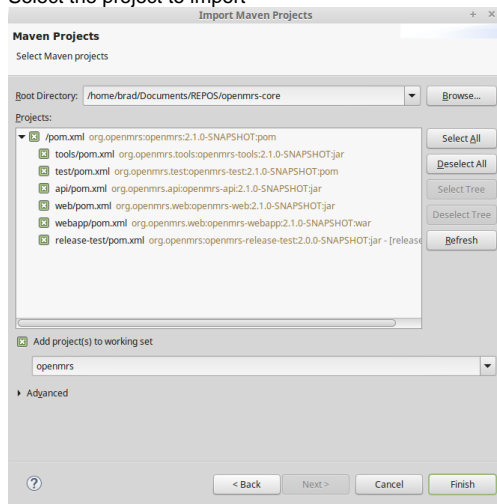 Select the project to import
Import Maven Projects
Maven Projects
Select Maven projects
Root Directory: /home/brad/Documents/REPOS/openmrs-core Browse...
Projects:
/pom.xml org.openmrs:openmrs:2.1.0-SNAPSHOT:pom
tools/pom.xml org.openmrs.tools:openmrs-tools:2.1.0-SNAPSHOT:jar
test/pom.xml org.openmrs.test:openmrs-test:2.1.0-SNAPSHOT:pom
api/pom.xml org.openmrs.api:openmrs-api:2.1.0-SNAPSHOT:jar
web/pom.xml org.openmrs.web:openmrs-web:2.1.0-SNAPSHOT:jar
webapp/pom.xml org.openmrs.web:openmrs-webapp:2.1.0-SNAPSHOT:war
release-test/pom.xml org.openmrs:openmrs-release-test:2.0.0-SNAPSHOT:jar - [release
Select All
Deselect All
Select Tree
Deselect Tree
Refresh
Add project(s) to working set
openmrs
Advanced
? < Back Next > Cancel Finish